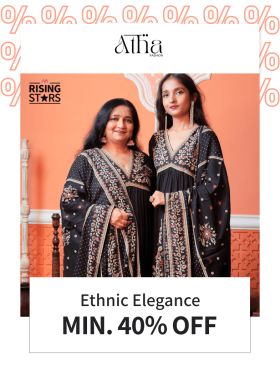 Atha
FASHION
RISING
STARS
Ethnic Elegance
MIN. 40% OFF